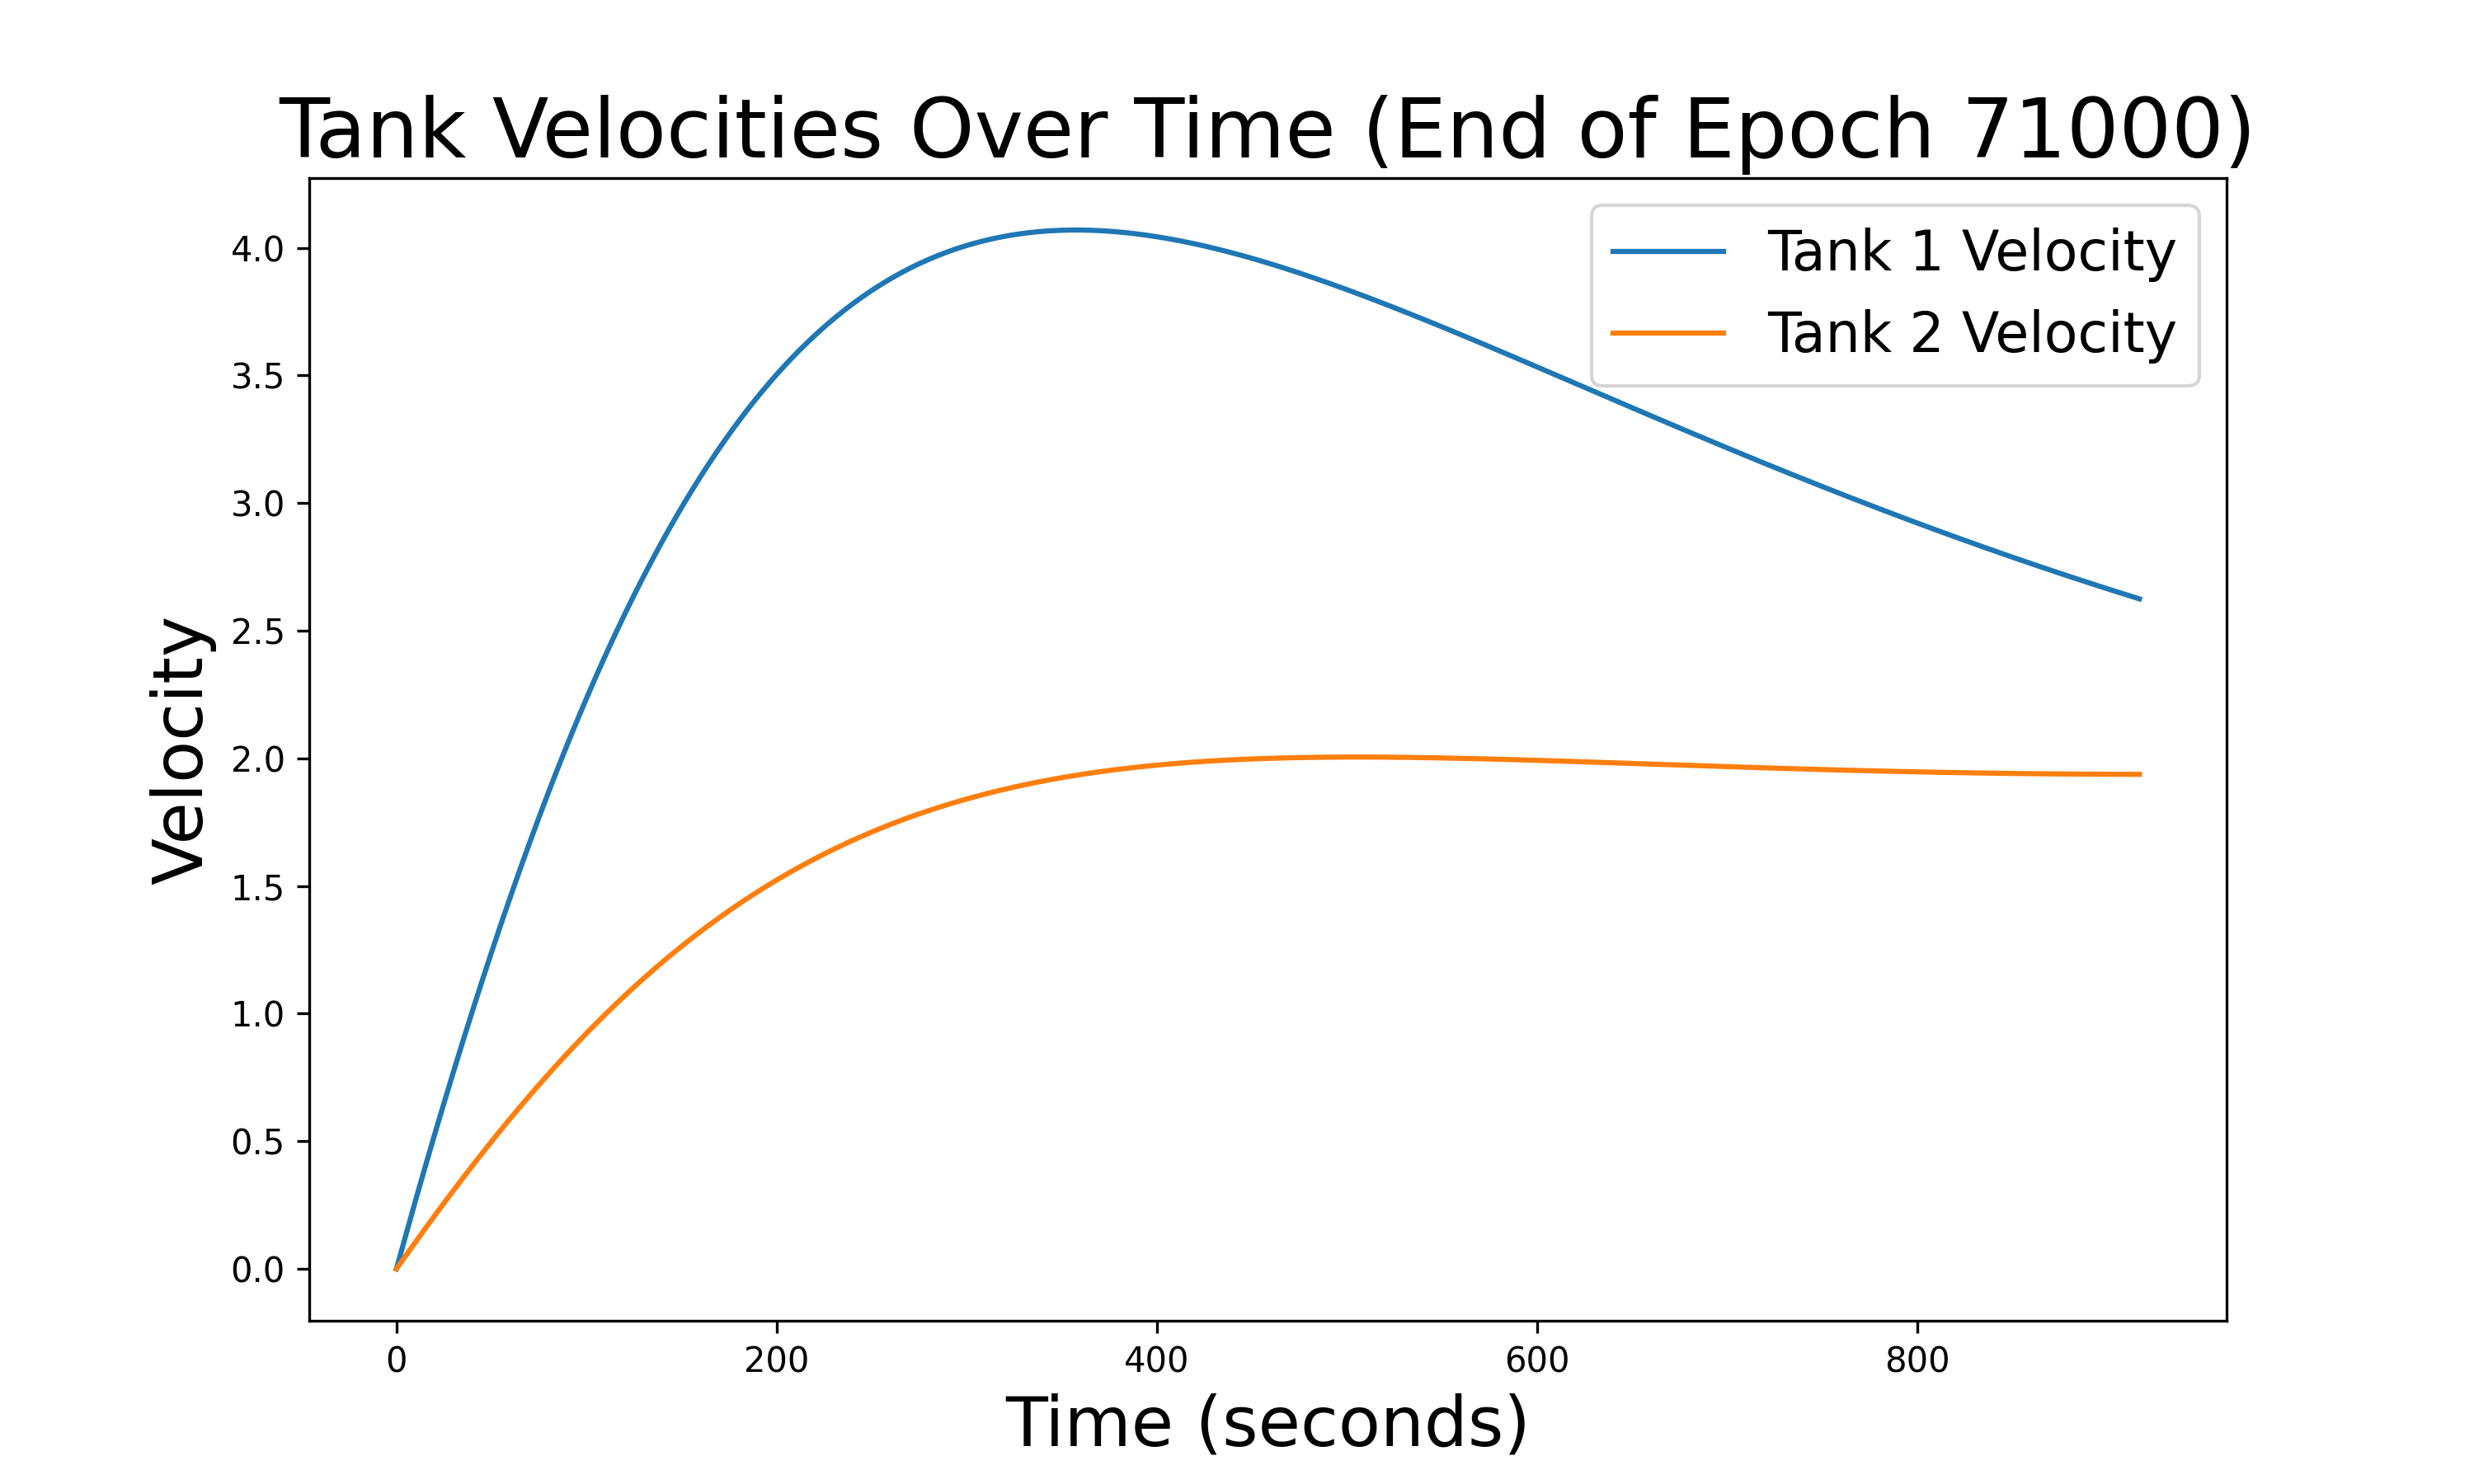 Tank Velocities Over Time (End of Epoch 71000)
Tank 1 Velocity
Tank 2 Velocity
4.0
3.5
3.0
2.5
2.0
1.5
1.0
0.5
0.0
Velocity
0 200 400 600 800
Time (seconds)